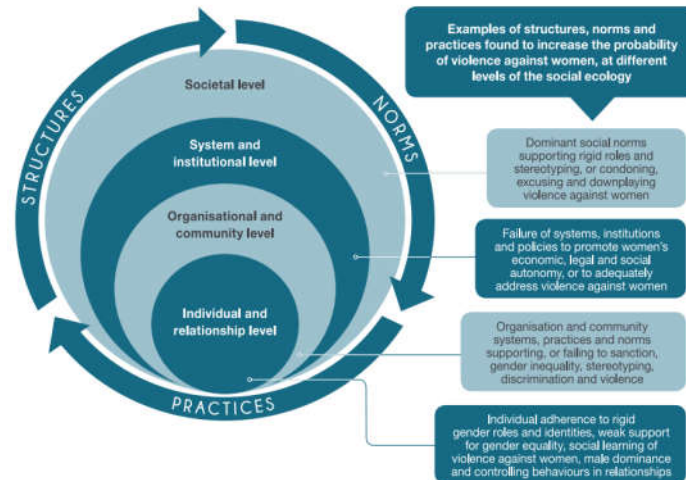 STRUCTURES
NORMS
PRACTICES
Societal level
System and
institutional level
Organisational and
community level
Individual and
relationship level
Examples of structures, norms and
practices found to increase the probability
of violence against women, at different
levels of the social ecology
Dominant social norms
supporting rigid roles and
stereotyping, or condoning,
excusing and downplaying
violence against women
Failure of systems, institutions
and policies to promote women's
economic, legal and social
autonomy, or to adequately
address violence against women
Organisation and community
systems, practices and norms
supporting, or failing to sanction,
gender inequality, stereotyping,
discrimination and violence
Individual adherence to rigid
gender roles and identities, weak support
for gender equality, social learning of
violence against women, male dominance
and controlling behaviours in relationships